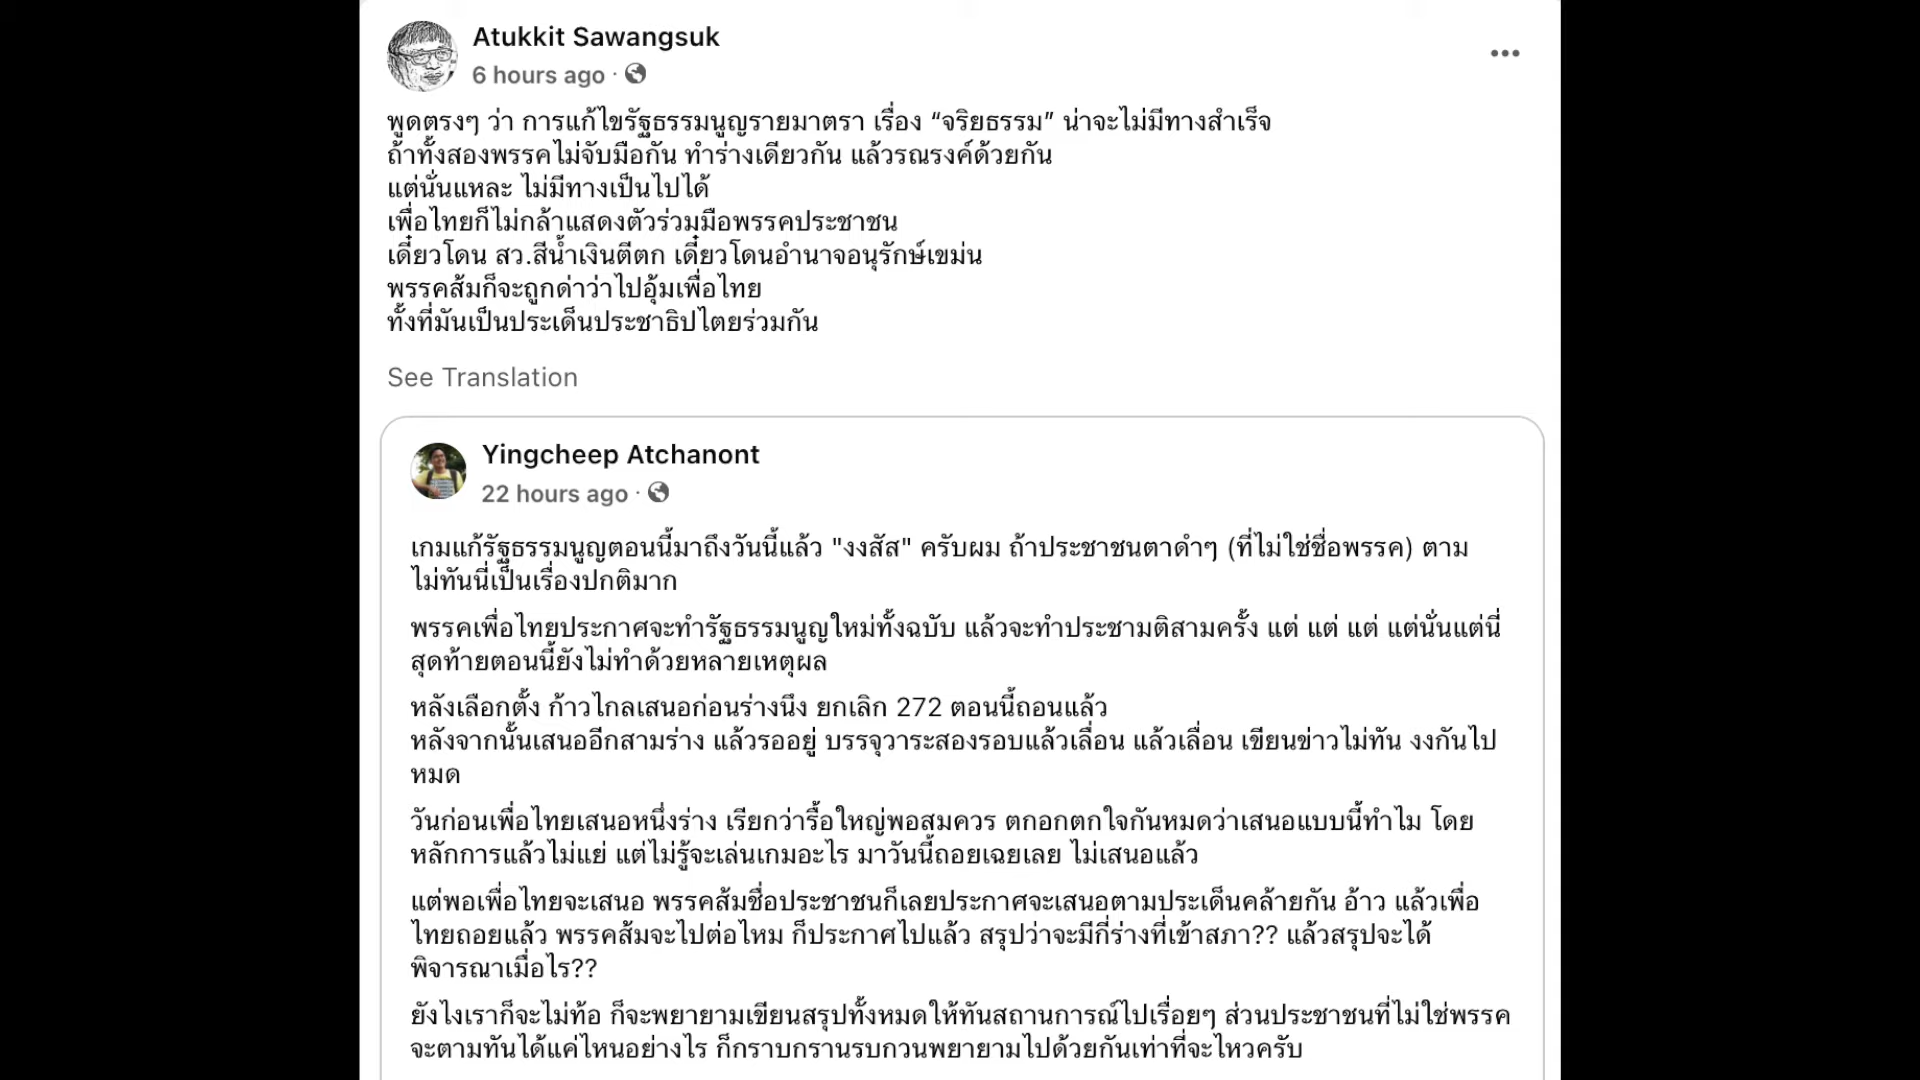 Atukkit Sawangsuk
6 hours ago ·
พูดตรงๆ ว่า การแก้ไขรัฐธรรมนูญรายมาตรา เรื่อง “จริยธรรม” น่าจะไม่มีทางสำเร็จ
ถ้าทั้งสองพรรคไม่จับมือกัน ทำร่างเดียวกัน แล้วรณรงค์ด้วยกัน
แต่นั่นแหละ ไม่มีทางเป็นไปได้
เพื่อไทยก็ไม่กล้าแสดงตัวร่วมมือพรรคประชาชน
เดี๋ยวโดน สว.สีน้ำเงินตีตก เดี๋ยวโดนอำนาจอนุรักษ์เขม่น
พรรคส้มก็จะถูกด่าว่าไปอุ้มเพื่อไทย
ทั้งที่มันเป็นประเด็นประชาธิปไตยร่วมกัน
See Translation
Yingcheep Atchanont
22 hours ago ·
เกมแก้รัฐธรรมนูญตอนนี้มาถึงวันนี้แล้ว "งงสัส" ครับผม ถ้าประชาชนตาดำๆ (ที่ไม่ใช่ชื่อพรรค) ตาม
ไม่ทันนี่เป็นเรื่องปกติมาก
พรรคเพื่อไทยประกาศจะทำรัฐธรรมนูญใหม่ทั้งฉบับ แล้วจะทำประชามติสามครั้ง แต่ แต่ แต่ แต่นั่นแต่นี่
สุดท้ายตอนนี้ยังไม่ทำด้วยหลายเหตุผล
หลังเลือกตั้ง ก้าวไกลเสนอก่อนร่างนึง ยกเลิก 272 ตอนนี้ถอนแล้ว
หลังจากนั้นเสนออีกสามร่าง แล้วรออยู่ บรรจุวาระสองรอบแล้วเลื่อน แล้วเลื่อน เขียนข่าวไม่ทัน งงกันไป
หมด
วันก่อนเพื่อไทยเสนอหนึ่งร่าง เรียกว่ารื้อใหญ่พอสมควร ตกอกตกใจกันหมดว่าเสนอแบบนี้ทำไม โดย
หลักการแล้วไม่แย่ แต่ไม่รู้จะเล่นเกมอะไร มาวันนี้ถอยเฉยเลย ไม่เสนอแล้ว
แต่พอเพื่อไทยจะเสนอ พรรคส้มชื่อประชาชนก็เลยประกาศจะเสนอตามประเด็นคล้ายกัน อ้าว แล้วเพื่อ
ไทยถอยแล้ว พรรคส้มจะไปต่อไหม ก็ประกาศไปแล้ว สรุปว่าจะมีกี่ร่างที่เข้าสภา?? แล้วสรุปจะได้
พิจารณาเมื่อไร??
ยังไงเราก็จะไม่ท้อ ก็จะพยายามเขียนสรุปทั้งหมดให้ทันสถานการณ์ไปเรื่อยๆ ส่วนประชาชนที่ไม่ใช่พรรค
จะตามทันได้แค่ไหนอย่างไร ก็กราบกรานรบกวนพยายามไปด้วยกันเท่าที่จะไหวครับ